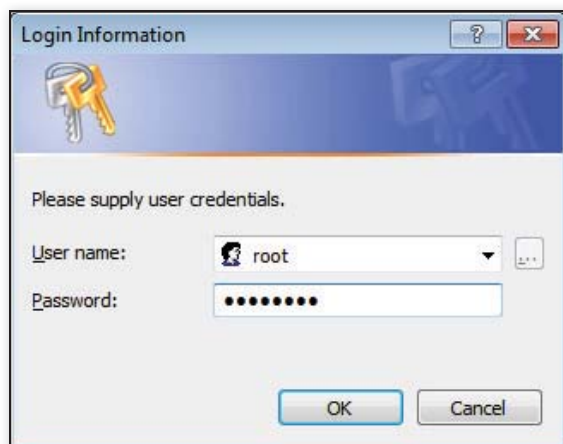 Login Information
Please supply user credentials.
User name: root ...
Password: ••••••••
OK Cancel